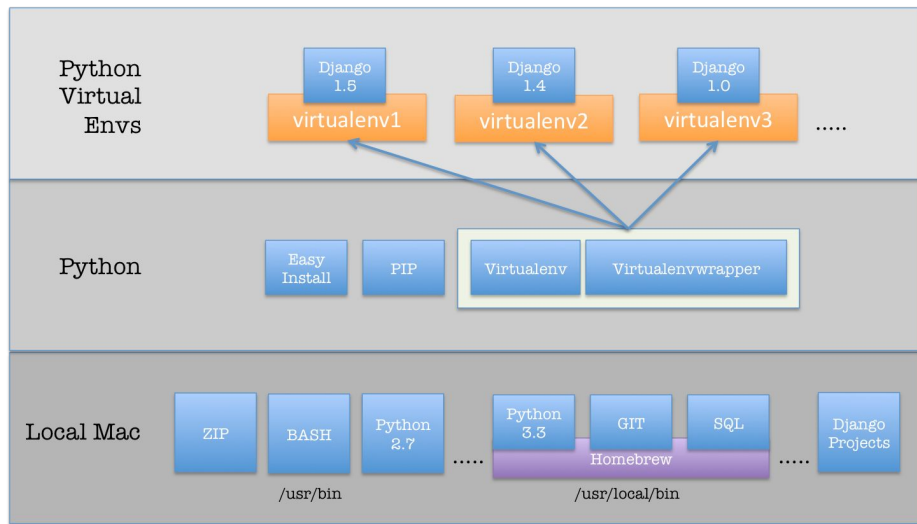 Python
Virtual
Envs
Django
1.5
virtualenv1
Django
1.4
virtualenv2
Django
1.0
virtualenv3
.....
Python
Easy
Install
PIP
Virtualenv
Virtualenvwrapper
Local Mac
ZIP
BASH
Python
2.7
.....
Python
3.3
GIT
SQL
Homebrew
.....
Django
Projects
/usr/bin
/usr/local/bin